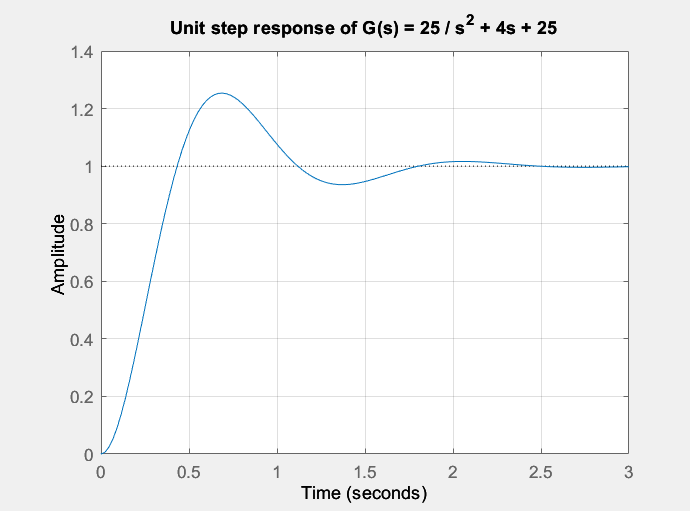 Unit step response of G(s) = 25 / s² + 4s + 25
1.4
1.2
1
0.8
0.6
0.4
0.2
0
Amplitude
0 0.5 1 1.5 2 2.5 3
Time (seconds)